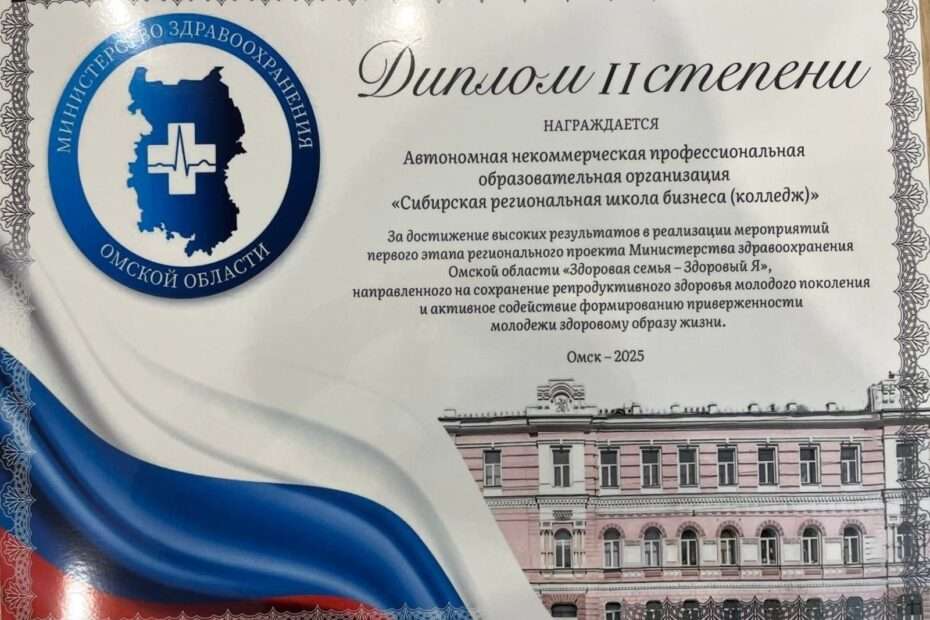 МИНИСТЕРСТВО ЗДРАВООХРАНЕНИЯ
ОМСКОЙ ОБЛАСТИ
Диплом II степени
НАГРАЖДАЕТСЯ
Автономная некоммерческая профессиональная
образовательная организация
«Сибирская региональная школа бизнеса (колледж)»
За достижение высоких результатов в реализации мероприятий
первого этапа регионального проекта Министерства здравоохранения
Омской области «Здоровая семья – Здоровый Я»,
направленного на сохранение репродуктивного здоровья молодого поколения
и активное содействие формированию приверженности
молодежи здоровому образу жизни.
Омск – 2025